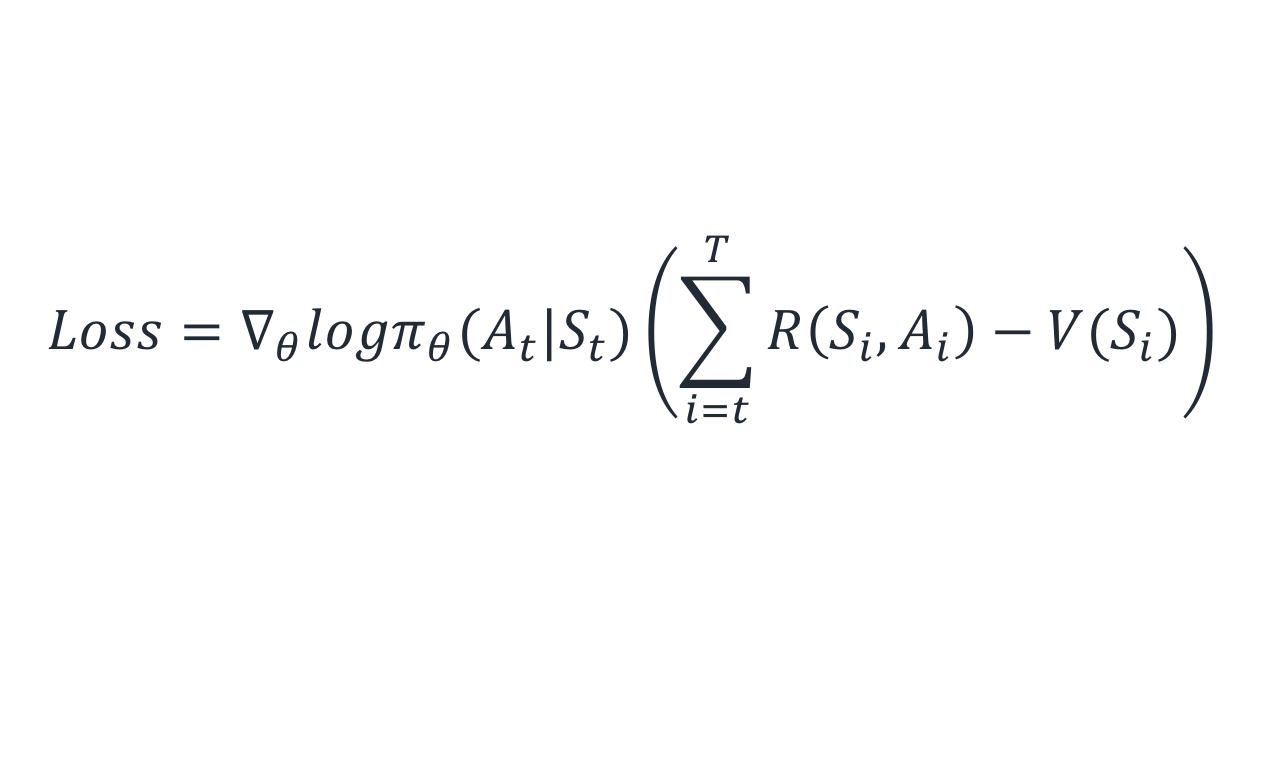 Loss = ∇_θ logπ_θ(A_t|S_t) (∑_{i=t}^{T} R(S_i, A_i) − V(S_i))